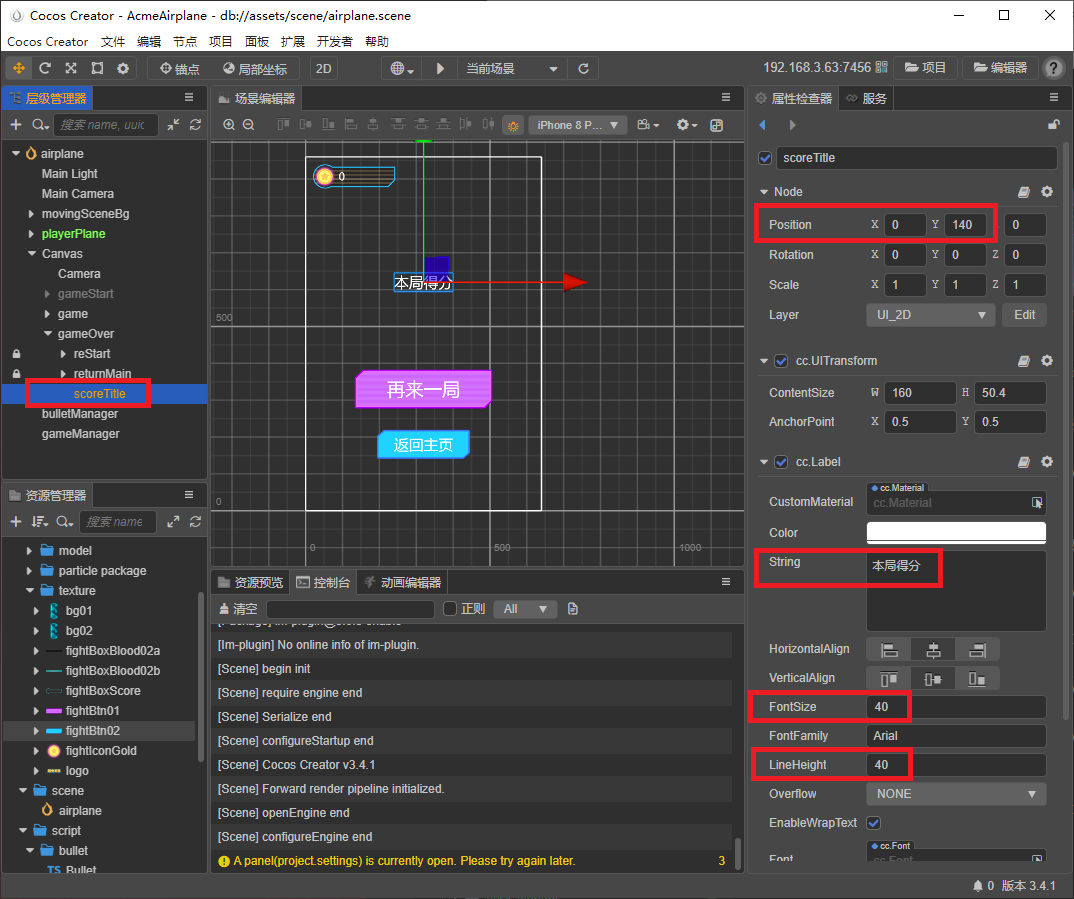 Cocos Creator - AcmeAirplane - db://assets/scene/airplane.scene
Cocos Creator 文件 编辑 节点 项目 面板 扩展 开发者 帮助
锚点 局部坐标 2D 当前场景 192.168.3.63:7456 项目 编辑器 ?
层级管理器
搜索 name, uuid
airplane
Main Light
Main Camera
movingSceneBg
playerPlane
Canvas
Camera
gameStart
game
gameOver
reStart
returnMain
scoreTitle
bulletManager
gameManager
资源管理器
搜索 name
model
particle package
texture
bg01
bg02
fightBoxBlood02a
fightBoxBlood02b
fightBoxScore
fightBtn01
fightBtn02
fightIconGold
logo
scene
airplane
script
bullet
TS Bullet
场景编辑器
iPhone 8 P...
0
本局得分
500
再来一局
返回主页
0
0 500 1000
资源预览 控制台 动画编辑器
清空 正则 All
[Im-plugin] No online info of im-plugin.
[Scene] begin init
[Scene] require engine end
[Scene] Serialize end
[Scene] configureStartup end
[Scene] Cocos Creator v3.4.1
[Scene] Forward render pipeline initialized.
[Scene] openEngine end
[Scene] configureEngine end
A panel(project.settings) is currently open. Please try again later. 3
属性检查器 服务
scoreTitle
Node
Position X 0 Y 140 0
Rotation X 0 Y 0 Z 0
Scale X 1 Y 1 Z 1
Layer UI_2D Edit
cc.UITransform
ContentSize W 160 H 50.4
AnchorPoint X 0.5 Y 0.5
cc.Label
cc.Material
CustomMaterial cc.Material
Color
String 本局得分
HorizontalAlign
VerticalAlign
FontSize 40
FontFamily Arial
LineHeight 40
Overflow NONE
EnableWrapText
cc.Font
Font cc.Font
0 版本 3.4.1